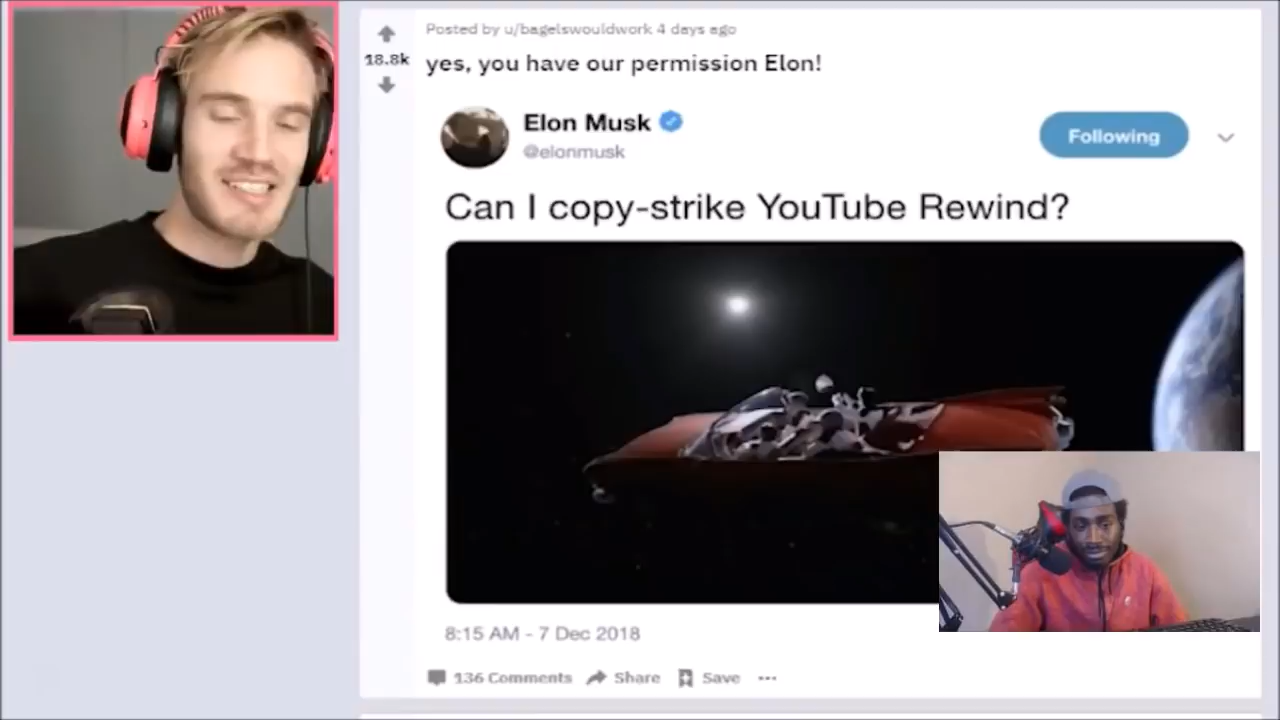 Posted by u/bagelswouldwork 4 days ago
18.8k
yes, you have our permission Elon!
Elon Musk
@elonmusk
Following
Can I copy-strike YouTube Rewind?
8:15 AM - 7 Dec 2018
136 Comments
Share
Save